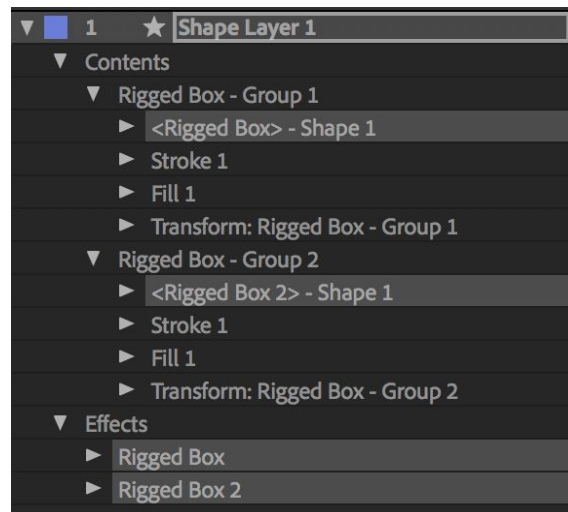 1 Shape Layer 1
Contents
Rigged Box - Group 1
<Rigged Box> - Shape 1
Stroke 1
Fill 1
Transform: Rigged Box - Group 1
Rigged Box - Group 2
<Rigged Box 2> - Shape 1
Stroke 1
Fill 1
Transform: Rigged Box - Group 2
Effects
Rigged Box
Rigged Box 2